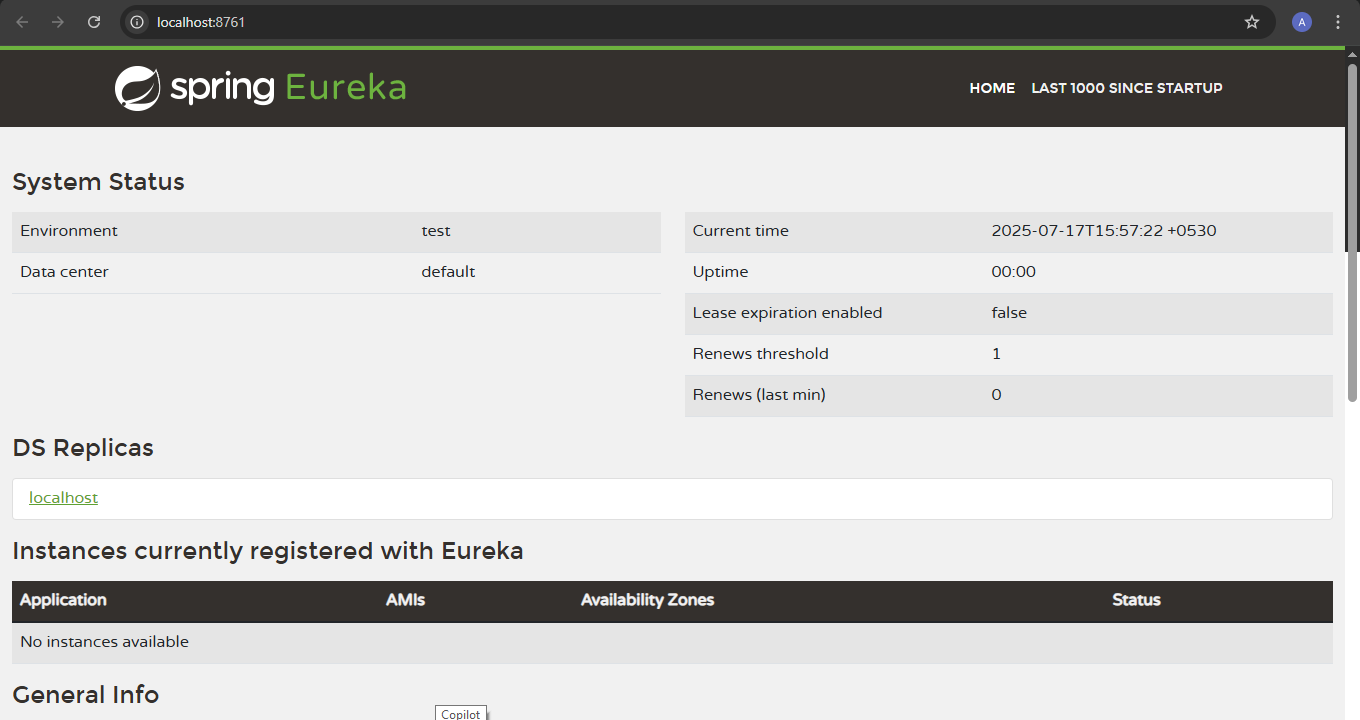 localhost:8761
A
spring Eureka
HOME LAST 1000 SINCE STARTUP
System Status
Environment test
Data center default
Current time 2025-07-17T15:57:22 +0530
Uptime 00:00
Lease expiration enabled false
Renews threshold 1
Renews (last min) 0
DS Replicas
localhost
Instances currently registered with Eureka
Application AMIs Availability Zones Status
No instances available
General Info
Copilot